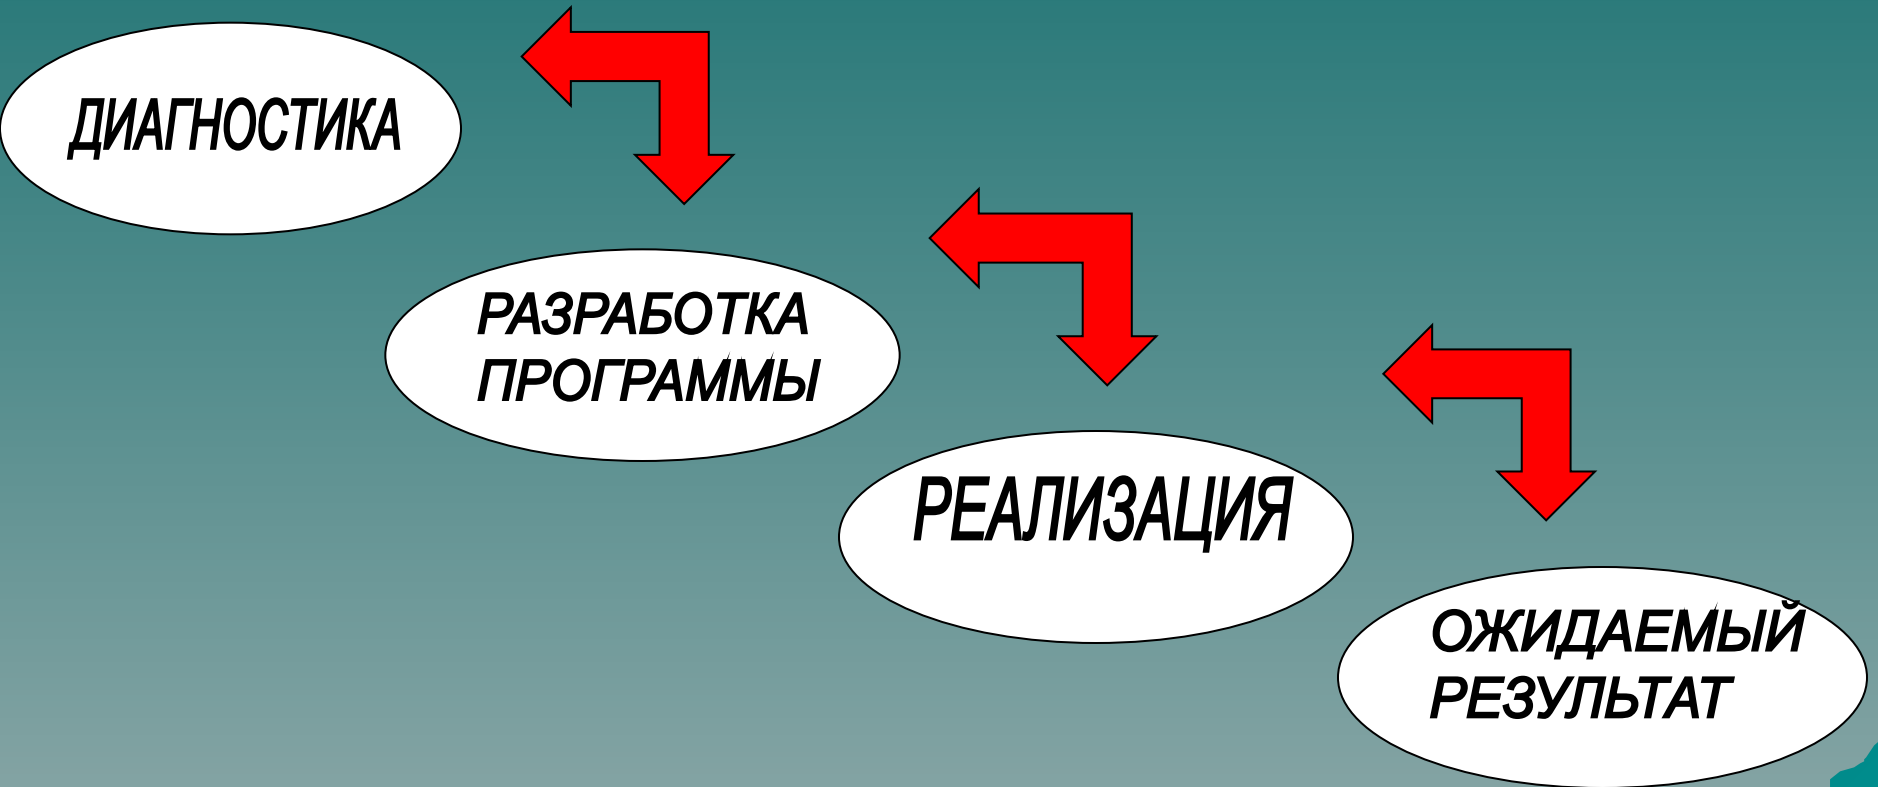 ДИАГНОСТИКА
РАЗРАБОТКА
ПРОГРАММЫ
РЕАЛИЗАЦИЯ
ОЖИДАЕМЫЙ
РЕЗУЛЬТАТ